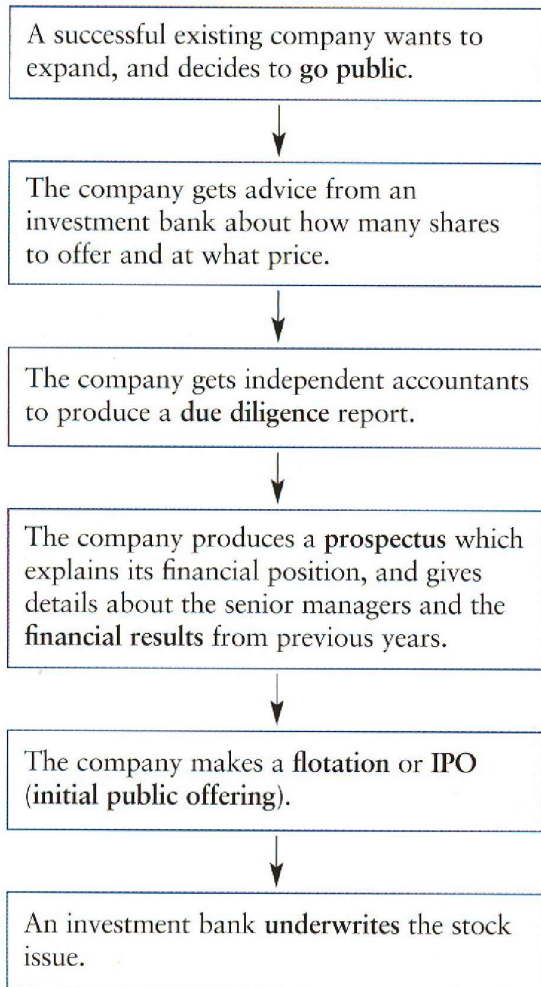 A successful existing company wants to
expand, and decides to go public.
The company gets advice from an
investment bank about how many shares
to offer and at what price.
The company gets independent accountants
to produce a due diligence report.
The company produces a prospectus which
explains its financial position, and gives
details about the senior managers and the
financial results from previous years.
The company makes a flotation or IPO
(initial public offering).
An investment bank underwrites the stock
issue.